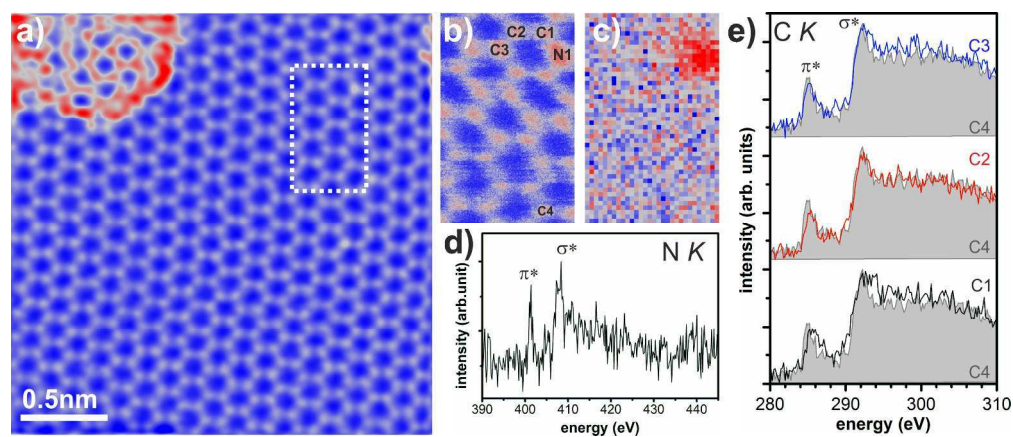 a)
0.5nm
b)
C2 C1
C3 N1
C4
c)
d)
N K
π*
σ*
intensity (arb.unit)
390 400 410 420 430 440
energy (eV)
e)
C K
σ*
π*
C3
C4
C2
C4
C1
C4
intensity (arb. units)
280 290 300 310
energy (eV)